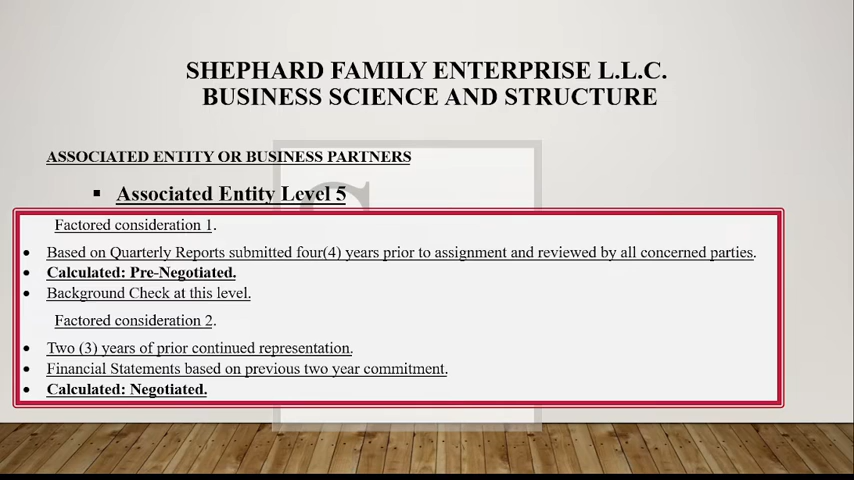 SHEPHARD FAMILY ENTERPRISE L.L.C.
BUSINESS SCIENCE AND STRUCTURE
ASSOCIATED ENTITY OR BUSINESS PARTNERS
▪ Associated Entity Level 5
Factored consideration 1.
• Based on Quarterly Reports submitted four(4) years prior to assignment and reviewed by all concerned parties.
• Calculated: Pre-Negotiated.
• Background Check at this level.
Factored consideration 2.
• Two (3) years of prior continued representation.
• Financial Statements based on previous two year commitment.
• Calculated: Negotiated.